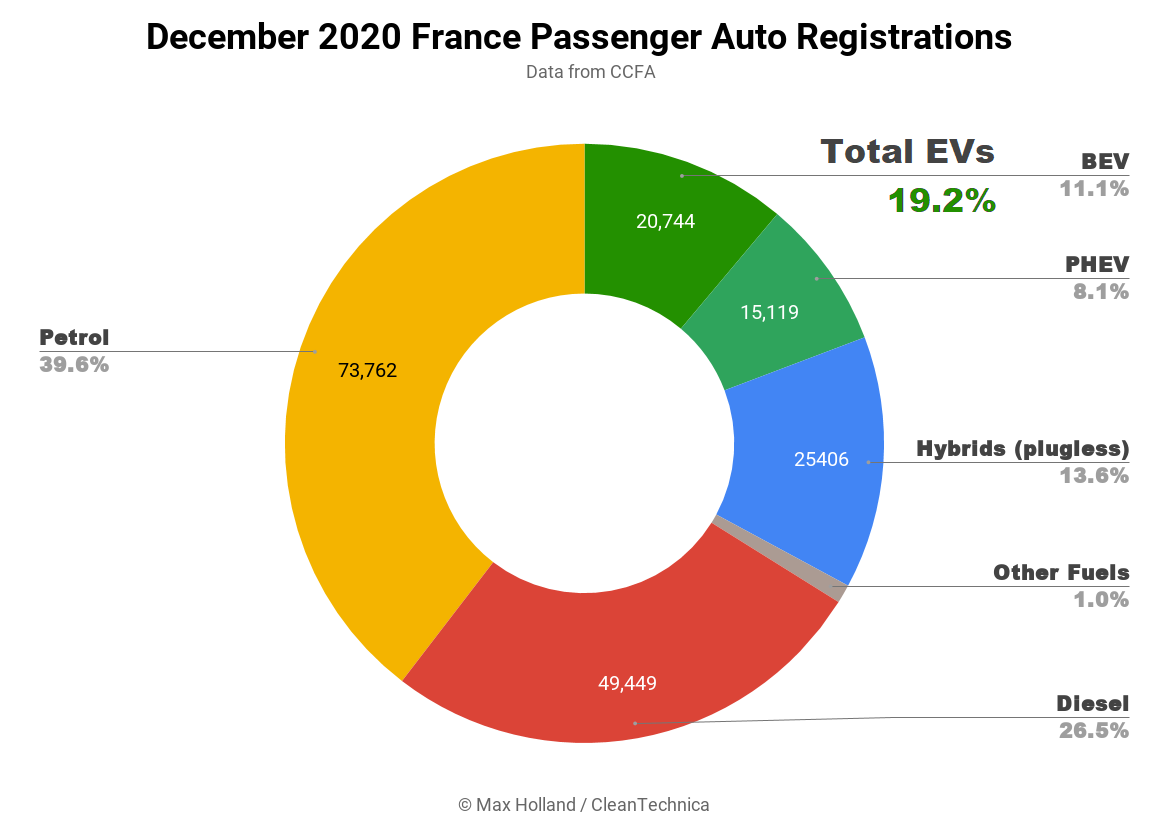 December 2020 France Passenger Auto Registrations
Data from CCFA
Total EVs
19.2%
BEV
11.1%
20,744
PHEV
8.1%
15,119
Petrol
39.6%
73,762
Hybrids (plugless)
13.6%
25406
Other Fuels
1.0%
49,449
Diesel
26.5%
© Max Holland / CleanTechnica